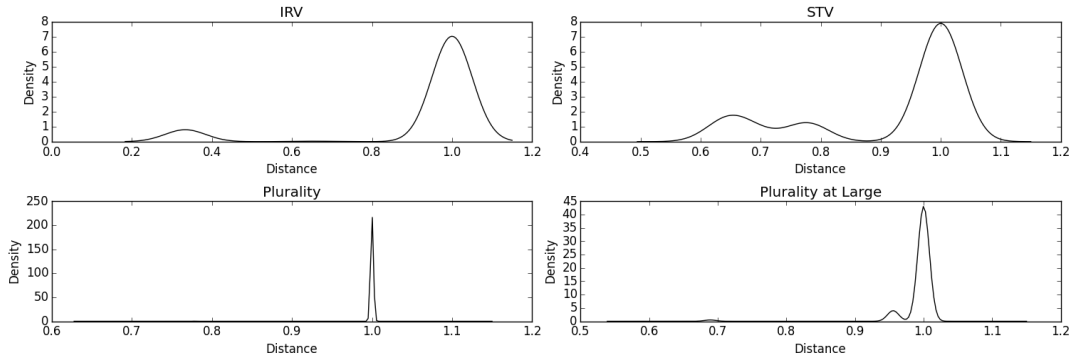 IRV
8
7
6
5
4
3
2
1
0
Density
0.0 0.2 0.4 0.6 0.8 1.0 1.2
Distance
STV
8
7
6
5
4
3
2
1
0
Density
0.4 0.5 0.6 0.7 0.8 0.9 1.0 1.1 1.2
Distance
Plurality
250
200
150
100
50
0
Density
0.6 0.7 0.8 0.9 1.0 1.1 1.2
Distance
Plurality at Large
45
40
35
30
25
20
15
10
5
0
Density
0.5 0.6 0.7 0.8 0.9 1.0 1.1 1.2
Distance